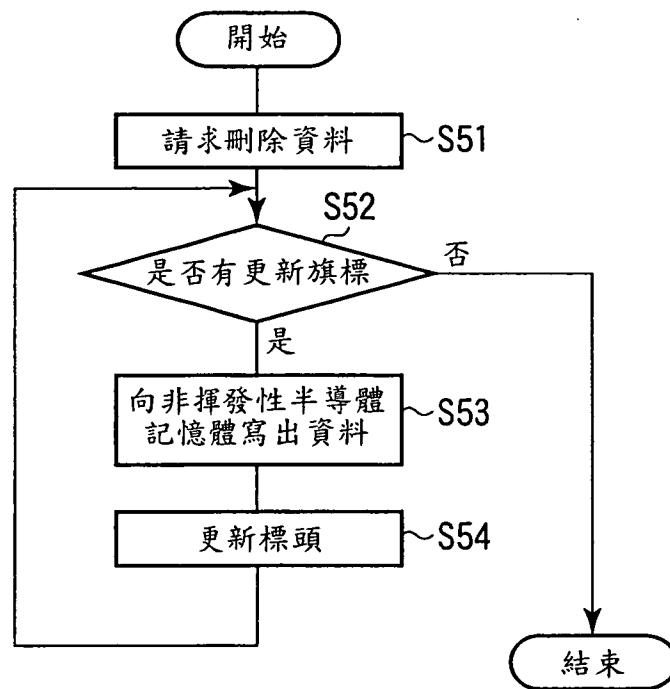 開始
請求刪除資料
S51
S52
是否有更新旗標
否
是
向非揮發性半導體
記憶體寫出資料
S53
更新標頭
S54
結束